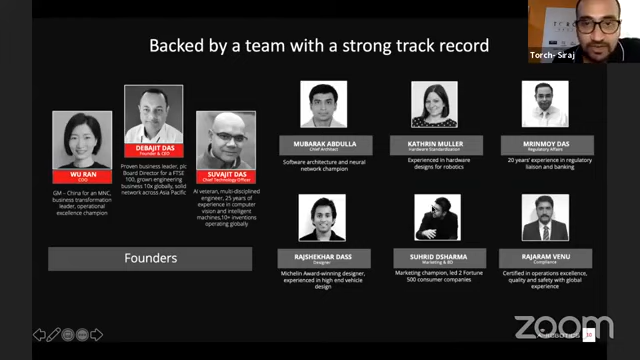 Backed by a team with a strong track record
Torch- Siraj
WU RAN
COO
GM – China for an MNC,
business transformation
leader, operational
excellence champion
DEBAJIT DAS
Founder & CEO
Proven business leader, plc
Board Director for a FTSE
100, grown engineering
business 10x globally, solid
network across Asia Pacific
SUVAJIT DAS
Chief Technology Officer
AI veteran, multi-disciplined
engineer, 25 years of
experience in computer
vision and intelligent
machines,10+ inventions
operating globally
Founders
MUBARAK ABDULLA
Chief Architect
Software architecture and neural
network champion
KATHRIN MULLER
Hardware Standardization
Experienced in hardware
designs for robotics
MRINMOY DAS
Regulatory Affairs
20 years' experience in regulatory
liaison and banking
RAJSHEKHAR DASS
Designer
Michelin Award-winning designer,
experienced in high end vehicle
design
SUHRID DSHARMA
Marketing & BD
Marketing champion, led 2 Fortune
500 consumer companies
RAJARAM VENU
Compliance
Certified in operations excellence,
quality and safety with global
experience
zoom
10